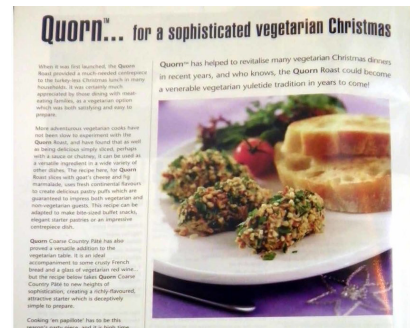 Quorn™... for a sophisticated vegetarian Christmas
When it was first launched, the Quorn
Roast provided a much-needed centrepiece
to the turkey-less Christmas lunch in many
households. It was certainly much
appreciated by those dining with meat-
eating families, as a vegetarian option
which was both satisfying and easy to
prepare.
More adventurous vegetarian cooks have
not been slow to experiment with the
Quorn Roast, and have found that as well
as being delicious simply sliced, perhaps
with a sauce or chutney, it can be used as
a versatile ingredient in a wide variety of
other dishes. The recipe here, for Quorn
Roast slices with goat's cheese and fig
marmalade, uses fresh continental flavours
to create delicious pastry puffs which are
guaranteed to impress both vegetarian and
non-vegetarian guests. This recipe can be
adapted to make bite-sized buffet snacks,
elegant starter pastries or an impressive
centrepiece dish.
Quorn Coarse Country Pâté has also
proved a versatile addition to the
vegetarian table. It is an ideal
accompaniment to some crusty French
bread and a glass of vegetarian red wine...
but the recipe below takes Quorn Coarse
Country Pâté to new heights of
sophistication, creating a richly-flavoured,
attractive starter which is deceptively
simple to prepare.
Cooking 'en papillote' has to be this
Quorn™ has helped to revitalise many vegetarian Christmas dinners
in recent years, and who knows, the Quorn Roast could become
a venerable vegetarian yuletide tradition in years to come!